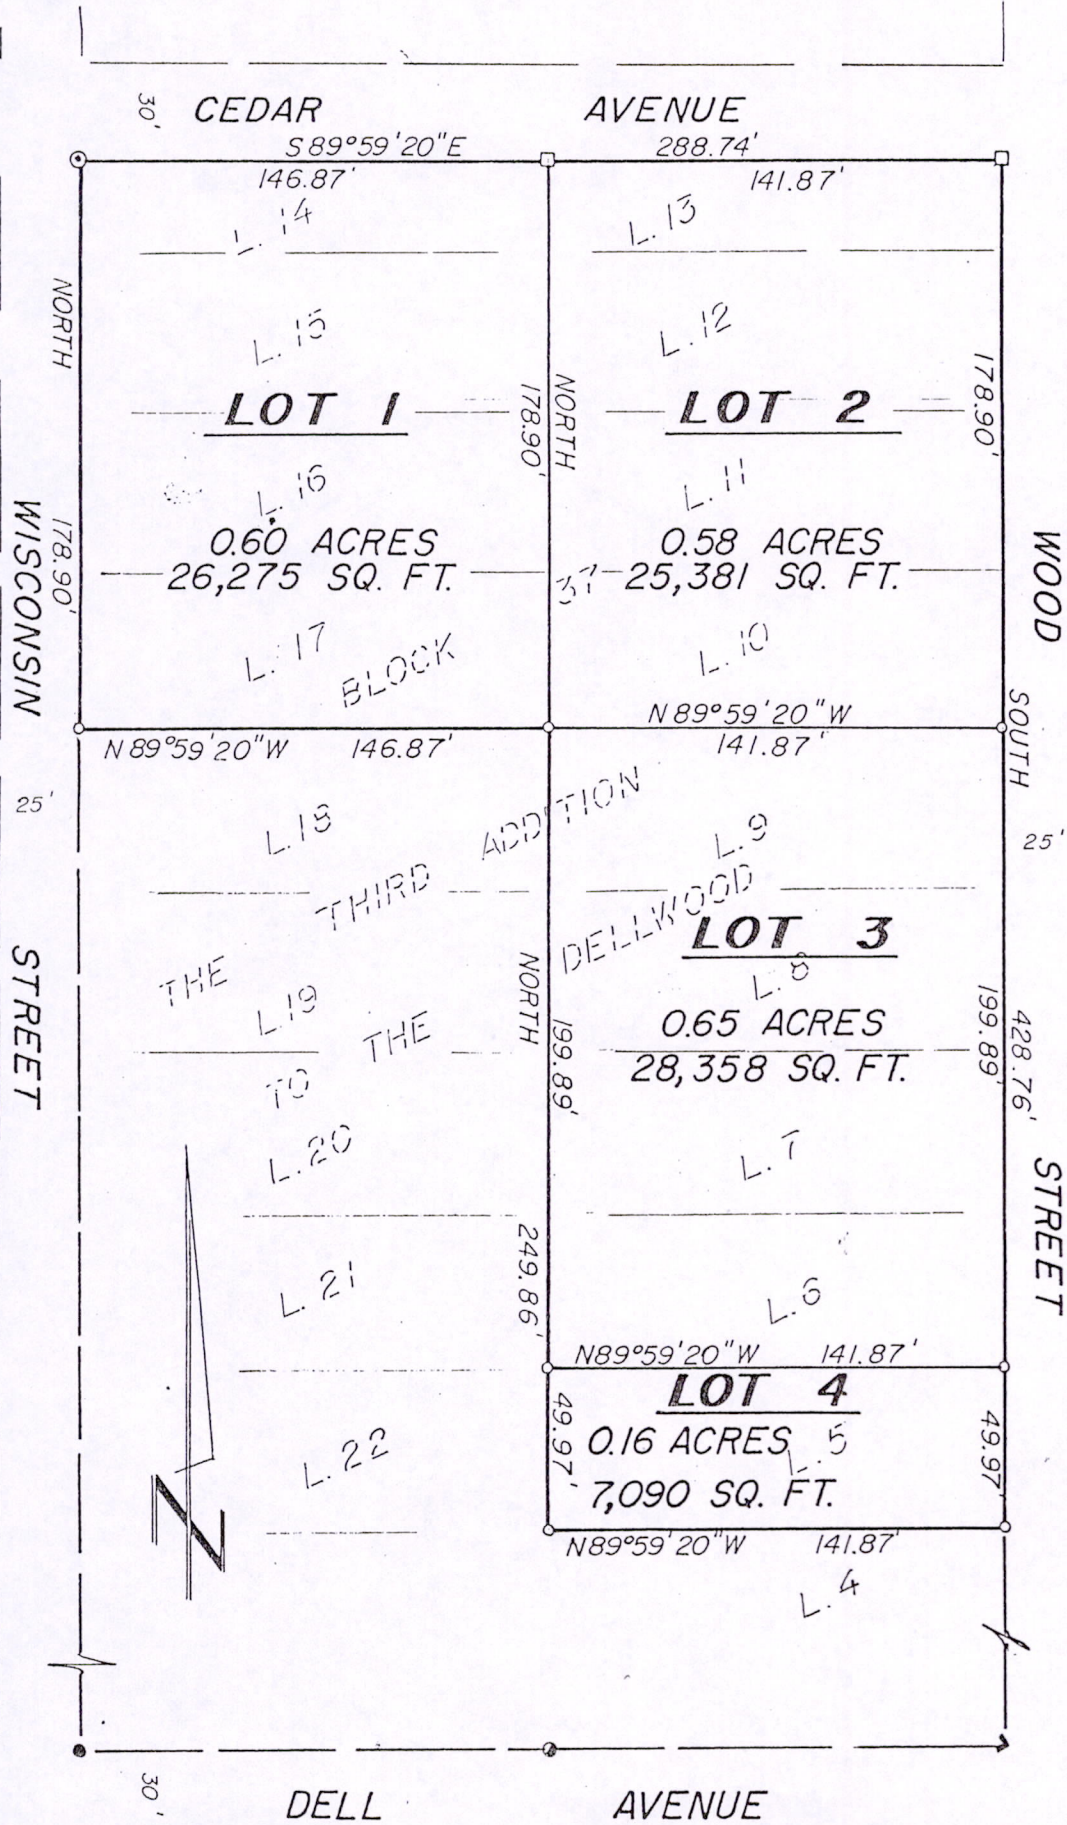 CEDAR AVENUE
30'
S89°59'20"E 288.74'
146.87' 141.87'
L. 14
L. 13
NORTH
L. 15
L. 12
178.90'
NORTH
178.90'
LOT 1
LOT 2
L. 16
L. 11
0.60 ACRES
26,275 SQ. FT.
0.58 ACRES
25,381 SQ. FT.
37
178.90'
WISCONSIN
WOOD
L. 17
BLOCK
L. 10
N89°59'20"W
141.87'
N89°59'20"W 146.87'
SOUTH
25'
25'
L. 18
ADDITION
L. 9
THIRD
DELLWOOD
LOT 3
L. 8
THE
L. 19
THE
NORTH
199.89'
0.65 ACRES
28,358 SQ. FT.
199.89'
428.76'
STREET
TO
L. 20
L. 7
STREET
249.86'
L. 21
L. 6
N89°59'20"W 141.87'
LOT 4
49.97'
0.16 ACRES
L. 5
7,090 SQ. FT.
49.97'
L. 22
N
N89°59'20"W 141.87'
L. 4
30'
DELL AVENUE